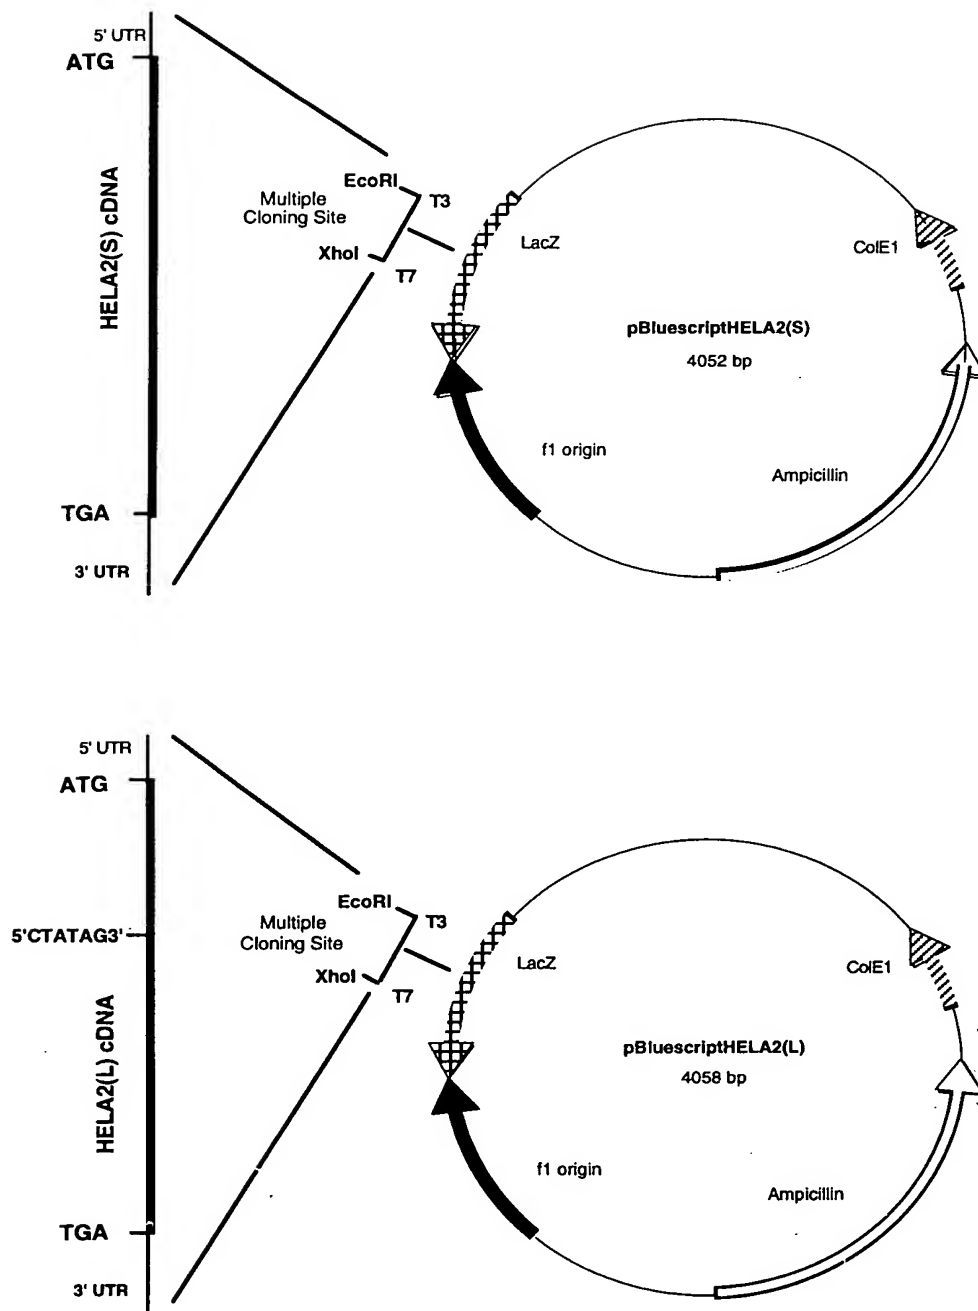 5' UTR
ATG
HELA2(S) cDNA
TGA
3' UTR
EcoRI
T3
Multiple
Cloning Site
XhoI
T7
LacZ
ColE1
pBluescriptHELA2(S)
4052 bp
f1 origin
Ampicillin
5' UTR
ATG
5'CTATAG3'
HELA2(L) cDNA
TGA
3' UTR
EcoRI
T3
Multiple
Cloning Site
XhoI
T7
LacZ
ColE1
pBluescriptHELA2(L)
4058 bp
f1 origin
Ampicillin